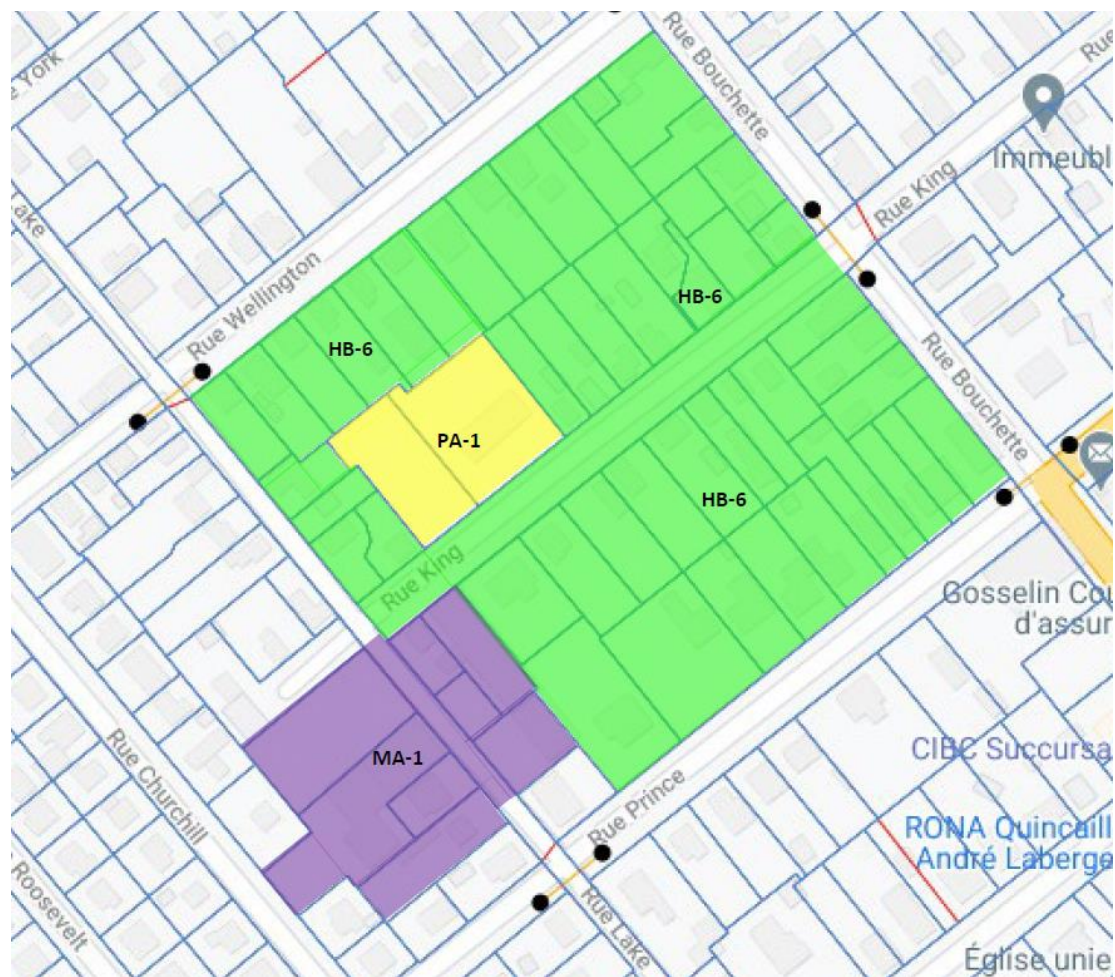 e York
Rue Bouchette
Rue
Immeubl
Rue King
ake
Rue Wellington
HB-6
HB-6
Rue Bouchette
PA-1
HB-6
Rue King
Gosselin Cou
d'assur
Rue Churchill
MA-1
CIBC Succursa
Rue Prince
RONA Quincaill
André Laberge
Roosevelt
Rue Lake
Église unie